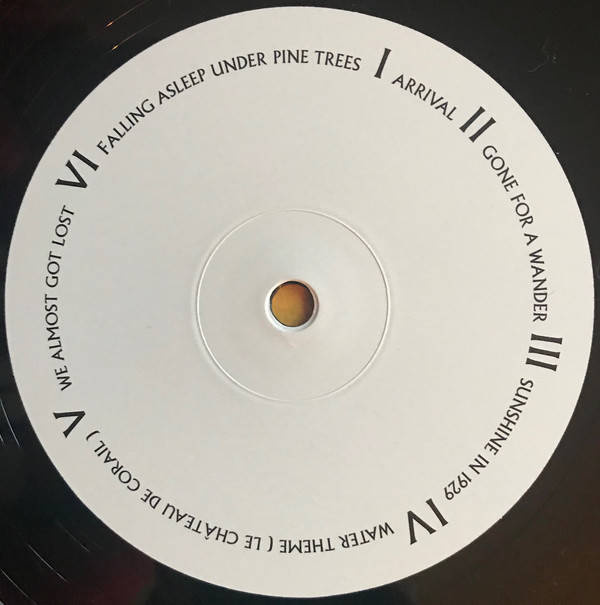 I ARRIVAL
II GONE FOR A WANDER
III SUNSHINE IN 1929
IV WATER THEME ( LE CHÂTEAU DE CORAIL )
V WE ALMOST GOT LOST
VI FALLING ASLEEP UNDER PINE TREES